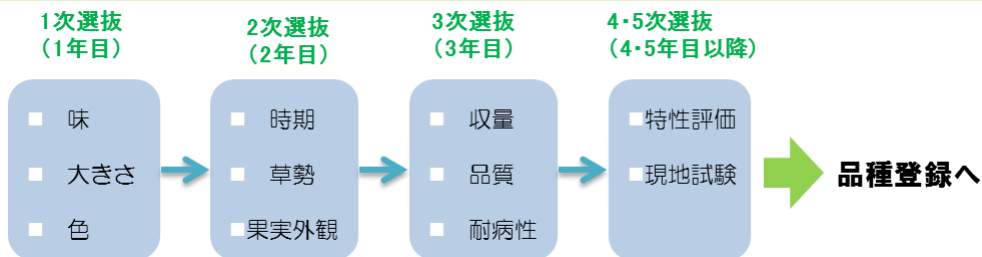 1次選抜
(1年目)
味
大きさ
色
2次選抜
(2年目)
時期
草勢
果実外観
3次選抜
(3年目)
収量
品質
耐病性
4・5次選抜
(4・5年目以降)
特性評価
現地試験
品種登録へ